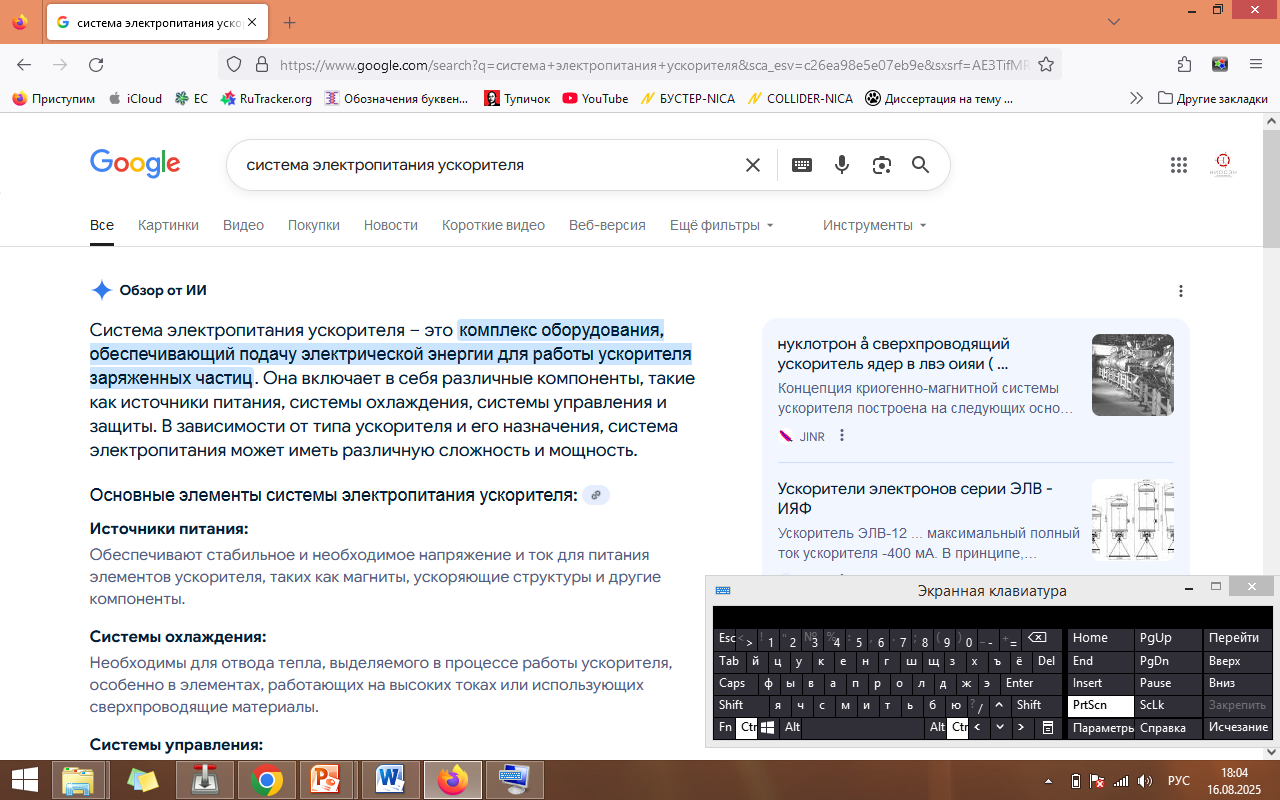 система электропитания уско
https://www.google.com/search?q=система+электропитания+ускорителя&sca_esv=c26ea98e5e07eb9e&sxsrf=AE3TifMR
Приступим iCloud EC RuTracker.org Обозначения буквен... Тупичок YouTube БУСТЕР-NICA COLLIDER-NICA Диссертация на тему ... Другие закладки
Google
система электропитания ускорителя
НИОСЭН
Все Картинки Видео Покупки Новости Короткие видео Веб-версия Ещё фильтры Инструменты
Обзор от ИИ
Система электропитания ускорителя – это комплекс оборудования,
обеспечивающий подачу электрической энергии для работы ускорителя
заряженных частиц. Она включает в себя различные компоненты, такие
как источники питания, системы охлаждения, системы управления и
защиты. В зависимости от типа ускорителя и его назначения, система
электропитания может иметь различную сложность и мощность.
Основные элементы системы электропитания ускорителя:
Источники питания:
Обеспечивают стабильное и необходимое напряжение и ток для питания
элементов ускорителя, таких как магниты, ускоряющие структуры и другие
компоненты.
Системы охлаждения:
Необходимы для отвода тепла, выделяемого в процессе работы ускорителя,
особенно в элементах, работающих на высоких токах или использующих
сверхпроводящие материалы.
Системы управления:
нуклотрон å сверхпроводящий
ускоритель ядер в лвэ оияи ( ...
Концепция криогенно-магнитной системы
ускорителя построена на следующих осно...
JINR
Ускорители электронов серии ЭЛВ -
ИЯФ
Ускоритель ЭЛВ-12 ... максимальный полный
ток ускорителя -400 мА. В принципе,...
Экранная клавиатура
Esc < > ! 1 " 2 № 3 % 4 : 5 , 6 . 7 ; 8 ( 9 ) 0 _ - + = Home PgUp Перейти
Tab й ц у к е н г ш щ з х ъ ё Del End PgDn Вверх
Caps ф ы в а п р о л д ж э Enter Insert Pause Вниз
Shift я ч с м и т ь б ю ? / ^ Shift PrtScn ScLk Закрепить
Fn Ctr Alt Alt Ctr < > Параметры Справка Исчезание
РУС
18:04
16.08.2025